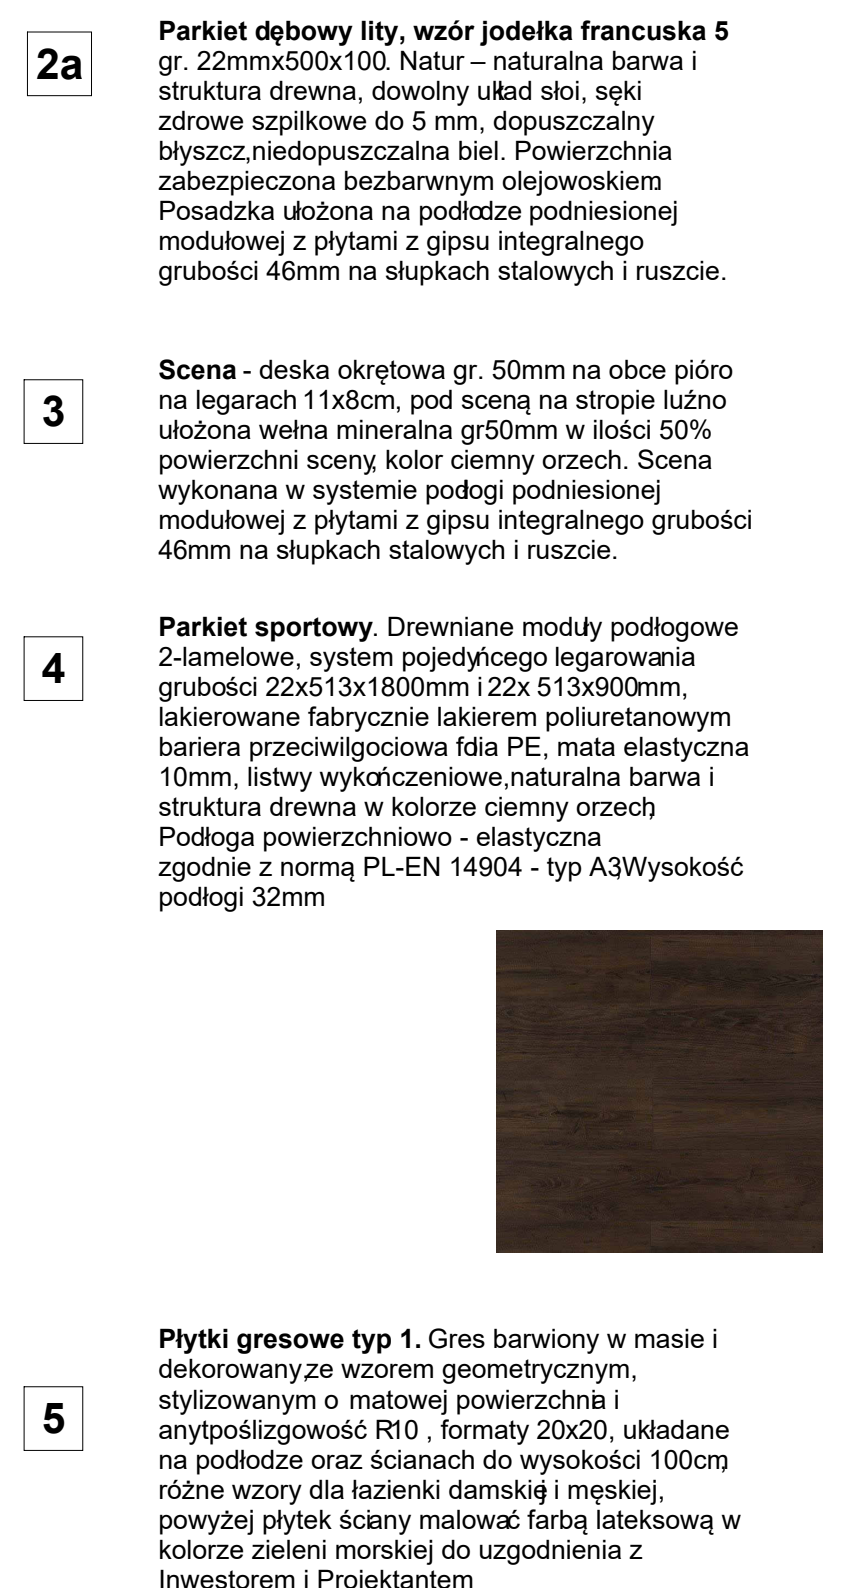 2a
Parkiet dębowy lity, wzór jodełka francuska 5
gr. 22mmx500x100. Natur – naturalna barwa i
struktura drewna, dowolny układ słoi, sęki
zdrowe szpilkowe do 5 mm, dopuszczalny
błyszcz,niedopuszczalna biel. Powierzchnia
zabezpieczona bezbarwnym olejowoskiem.
Posadzka ułożona na podłodze podniesionej
modułowej z płytami z gipsu integralnego
grubości 46mm na słupkach stalowych i ruszcie.
3
Scena - deska okrętowa gr. 50mm na obce pióro
na legarach 11x8cm, pod sceną na stropie luźno
ułożona wełna mineralna gr50mm w ilości 50%
powierzchni sceny, kolor ciemny orzech. Scena
wykonana w systemie podłogi podniesionej
modułowej z płytami z gipsu integralnego grubości
46mm na słupkach stalowych i ruszcie.
4
Parkiet sportowy. Drewniane moduły podłogowe
2-lamelowe, system pojedyńcego legarowania
grubości 22x513x1800mm i 22x 513x900mm,
lakierowane fabrycznie lakierem poliuretanowym
bariera przeciwilgociowa folia PE, mata elastyczna
10mm, listwy wykończeniowe,naturalna barwa i
struktura drewna w kolorze ciemny orzech,
Podłoga powierzchniowo - elastyczna
zgodnie z normą PL-EN 14904 - typ A3,Wysokość
podłogi 32mm
5
Płytki gresowe typ 1. Gres barwiony w masie i
dekorowany,ze wzorem geometrycznym,
stylizowanym o matowej powierzchnia i
anytpoślizgowość R10 , formaty 20x20, układane
na podłodze oraz ścianach do wysokości 100cm,
różne wzory dla łazienki damskiej i męskiej,
powyżej płytek ściany malować farbą lateksową w
kolorze zieleni morskiej do uzgodnienia z
Inwestorem i Projektantem